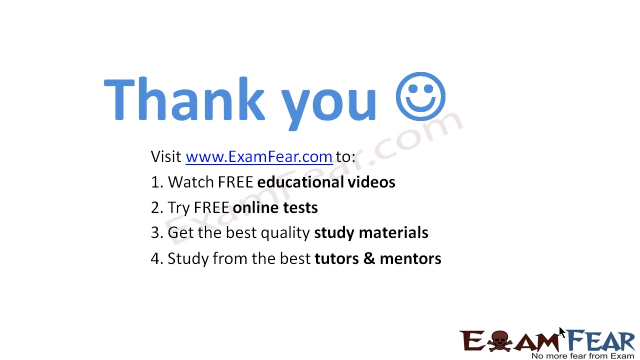 Thank you ☺
Visit www.ExamFear.com to:
1. Watch FREE educational videos
2. Try FREE online tests
3. Get the best quality study materials
4. Study from the best tutors & mentors
ExamFear.com
EXAM FEAR
No more fear from Exam